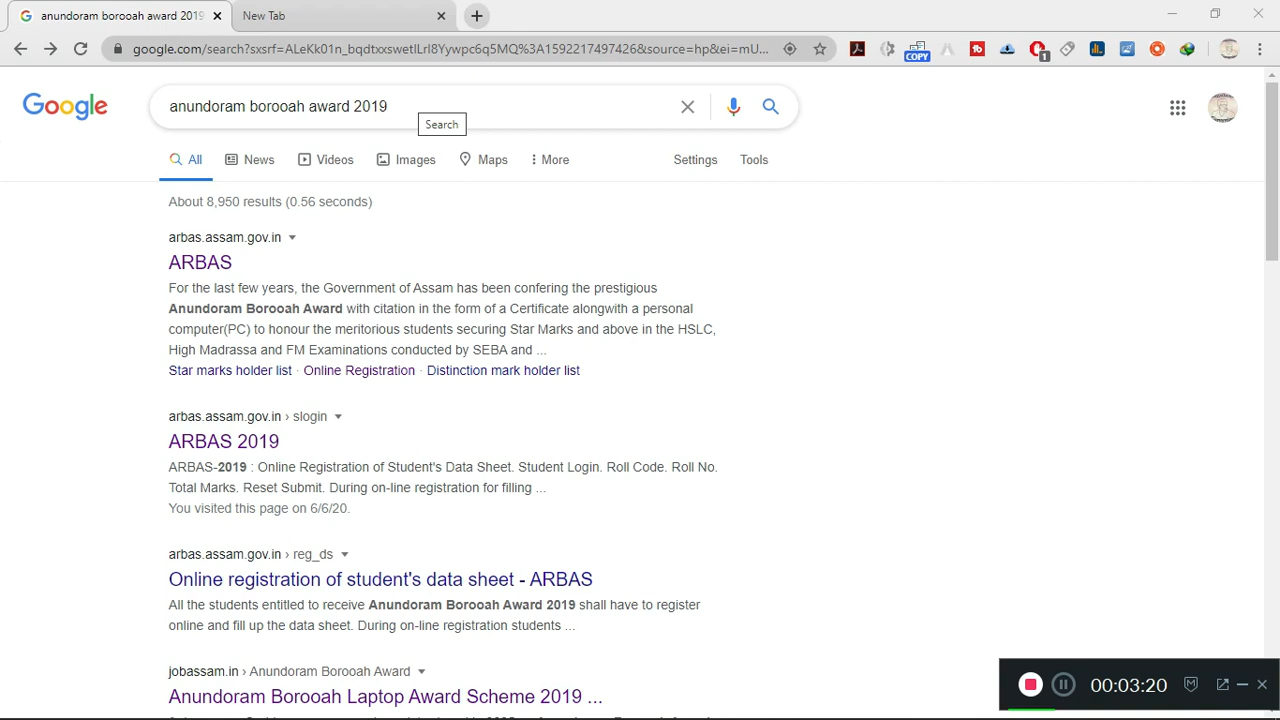 anundoram borooah award 2019
New Tab
google.com/search?sxsrf=ALeKk01n_bqdtxxswetlLrl8Yywpc6q5MQ%3A1592217497426&source=hp&ei=mU...
COPY
1
Google
anundoram borooah award 2019
Search
All
News
Videos
Images
Maps
More
Settings
Tools
About 8,950 results (0.56 seconds)
arbas.assam.gov.in
ARBAS
For the last few years, the Government of Assam has been confering the prestigious
Anundoram Borooah Award with citation in the form of a Certificate alongwith a personal
computer(PC) to honour the meritorious students securing Star Marks and above in the HSLC,
High Madrassa and FM Examinations conducted by SEBA and ...
Star marks holder list · Online Registration · Distinction mark holder list
arbas.assam.gov.in › slogin
ARBAS 2019
ARBAS-2019 : Online Registration of Student's Data Sheet. Student Login. Roll Code. Roll No.
Total Marks. Reset Submit. During on-line registration for filling ...
You visited this page on 6/6/20.
arbas.assam.gov.in › reg_ds
Online registration of student's data sheet - ARBAS
All the students entitled to receive Anundoram Borooah Award 2019 shall have to register
online and fill up the data sheet. During on-line registration students ...
jobassam.in › Anundoram Borooah Award
Anundoram Borooah Laptop Award Scheme 2019 ...
00:03:20